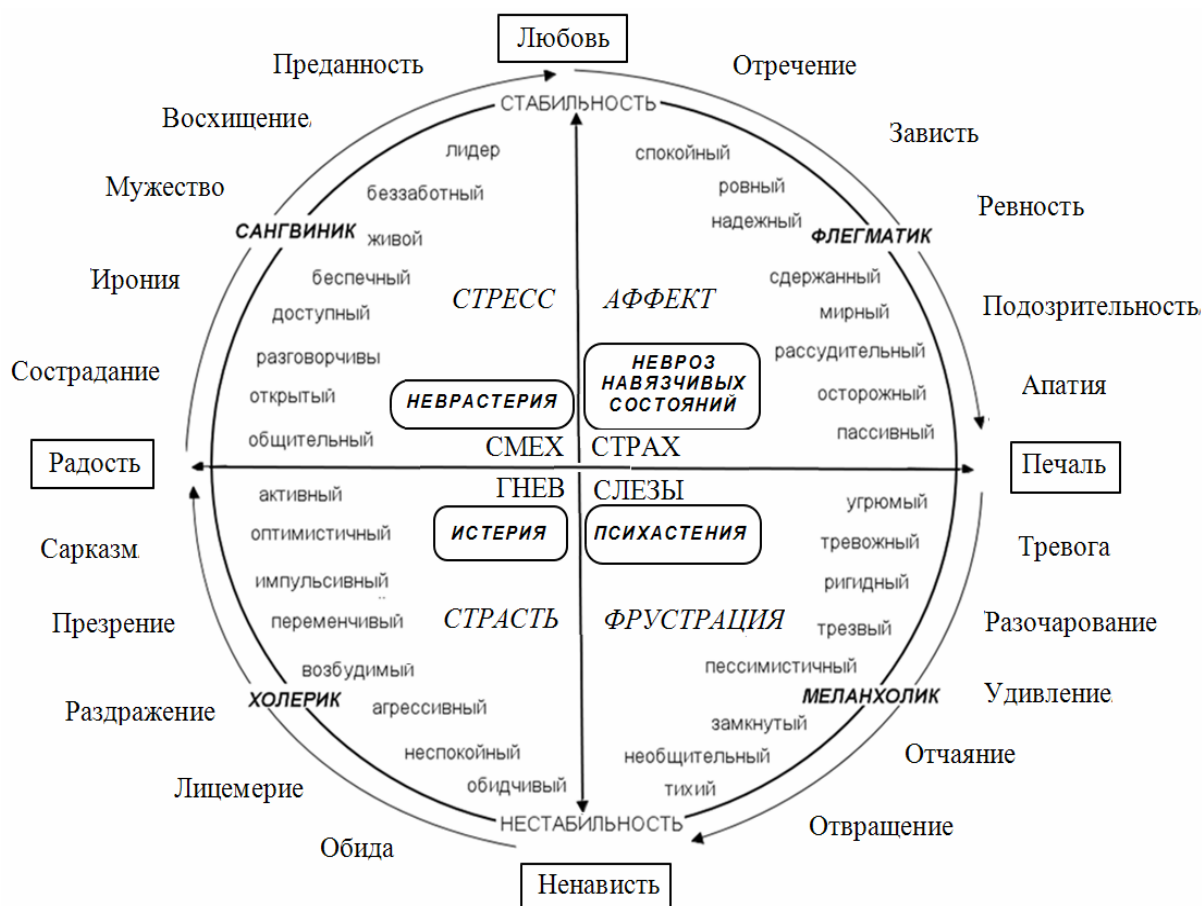 Любовь
Преданность
Отречение
СТАБИЛЬНОСТЬ
Восхищение
Зависть
лидер
спокойный
Мужество
беззаботный
ровный
надежный
Ревность
САНГВИНИК
живой
ФЛЕГМАТИК
Ирония
беспечный
СТРЕСС
АФФЕКТ
сдержанный
Подозрительность
доступный
мирный
Сострадание
разговорчивы
НЕВРОЗ
НАВЯЗЧИВЫХ
СОСТОЯНИЙ
рассудительный
открытый
НЕВРАСТЕРИЯ
осторожный
Апатия
общительный
СМЕХ
СТРАХ
пассивный
Радость
Печаль
активный
ГНЕВ
СЛЕЗЫ
угрюмый
Сарказм
оптимистичный
ИСТЕРИЯ
ПСИХАСТЕНИЯ
тревожный
Тревога
импульсивный
ригидный
Презрение
переменчивый
СТРАСТЬ
ФРУСТРАЦИЯ
трезвый
Разочарование
возбудимый
пессимистичный
ХОЛЕРИК
МЕЛАНХОЛИК
Удивление
Раздражение
агрессивный
замкнутый
неспокойный
необщительный
Отчаяние
Лицемерие
обидчивый
тихий
НЕСТАБИЛЬНОСТЬ
Отвращение
Обида
Ненависть